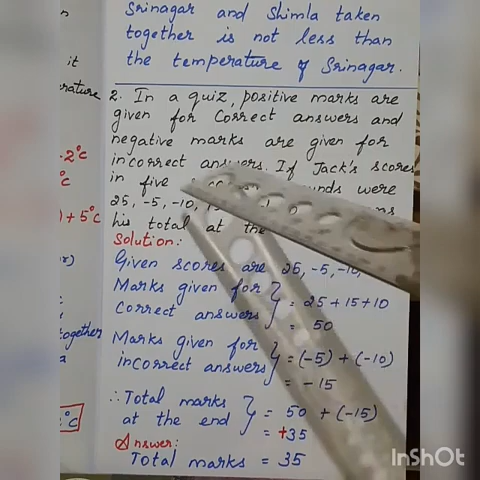 Srinagar and Shimla taken
together is not less than
the temperature of Srinagar.
it
rature
2. In a quiz, positive marks are
given for correct answers and
negative marks are given for
incorrect answers. If Jack's scores
in five
were
25, -5, -10,
his total at the
-2°c
°c
) + 5°c
Solution:
Given scores are 25, -5, -10,
Marks given for
correct answers } = 25 + 15 + 10
= 50
Marks given for
incorrect answers } = (-5) + (-10)
= -15
together
∴ Total marks
at the end } = 50 + (-15)
= +35
°c
Answer:
Total marks = 35
InShOt